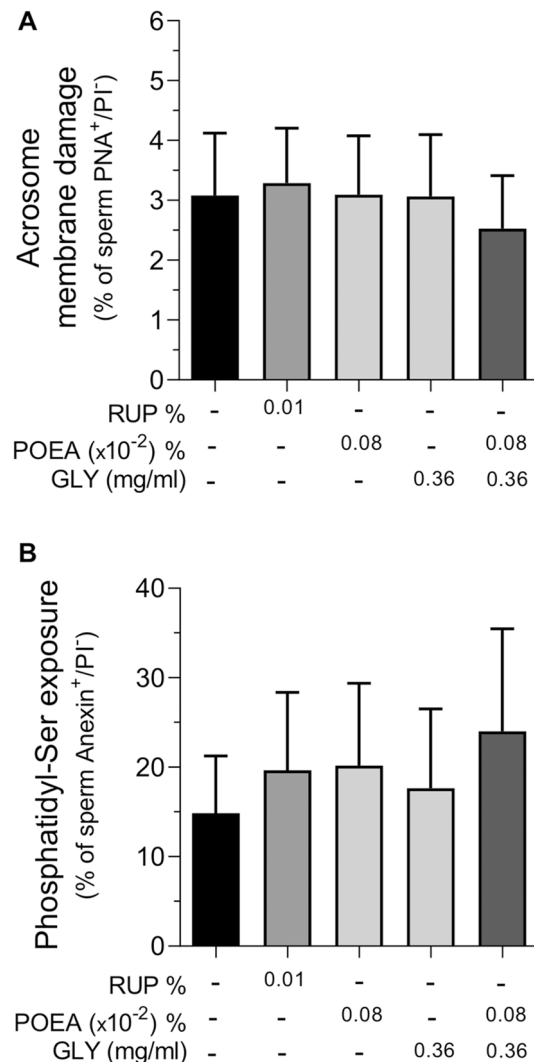 A
Acrosome
membrane damage
(% of sperm PNA⁺/PI⁻)
6
5
4
3
2
1
0
RUP % - 0.01 - - -
POEA (x10⁻²) % - - 0.08 - 0.08
GLY (mg/ml) - - - 0.36 0.36
B
Phosphatidyl-Ser exposure
(% of sperm Anexin⁺/PI⁻)
40
30
20
10
0
RUP % - 0.01 - - -
POEA (x10⁻²) % - - 0.08 - 0.08
GLY (mg/ml) - - - 0.36 0.36